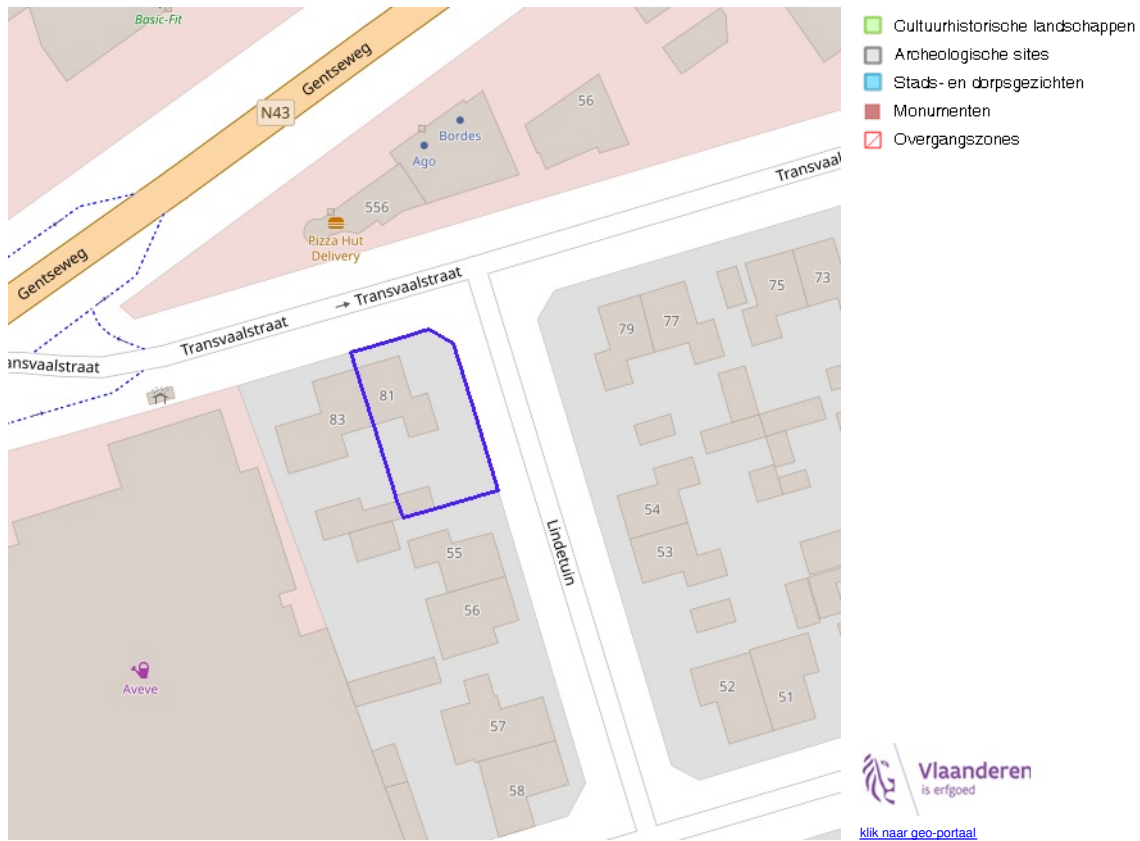 Basic-Fit
Gentseweg
N43
56
Bordes
Ago
Transvaal
556
Pizza Hut
Delivery
Gentseweg
Transvaalstraat
75
73
Transvaalstraat
79
77
ansvaalstraat
81
83
54
Lindetuin
55
53
56
Aveve
52
51
57
58
Cultuurhistorische landschappen
Archeologische sites
Stads- en dorpsgezichten
Monumenten
Overgangszones
Vlaanderen
is erfgoed
klik naar geo-portaal